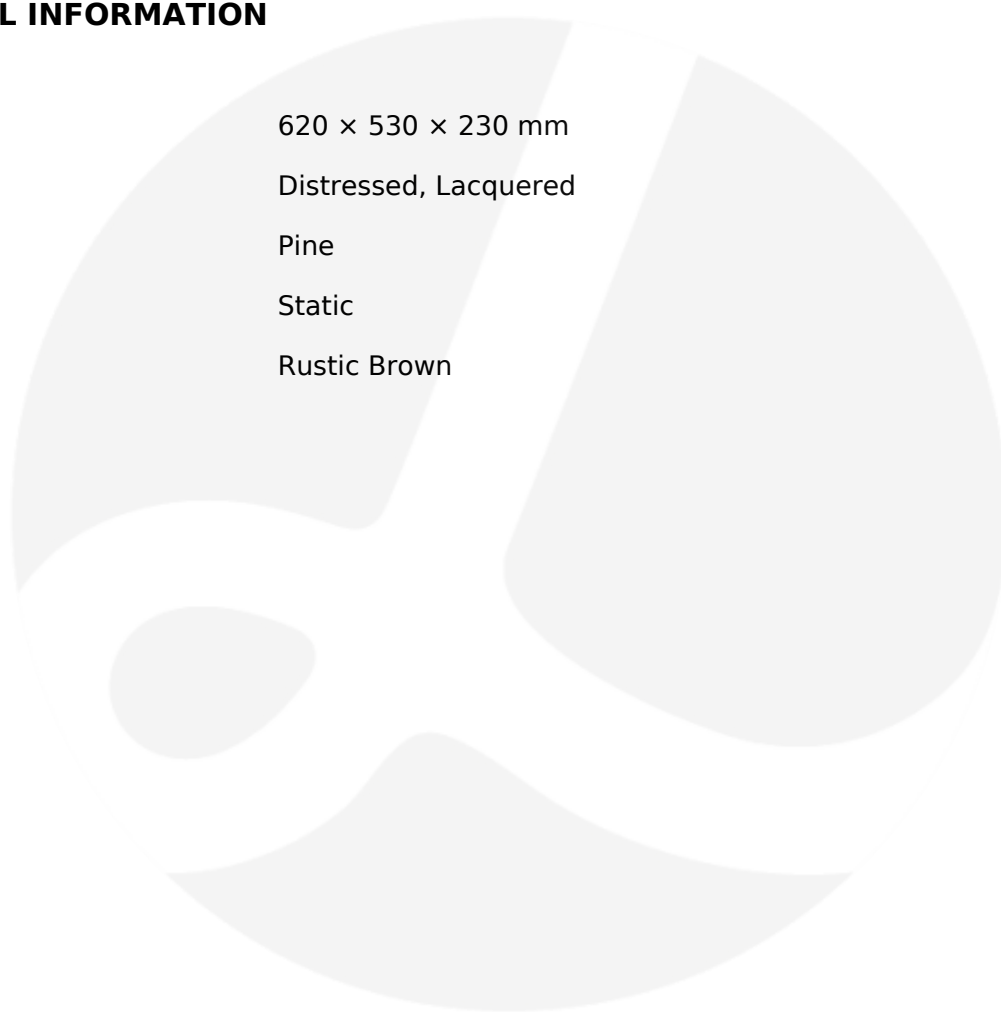 L INFORMATION
620 × 530 × 230 mm
Distressed, Lacquered
Pine
Static
Rustic Brown